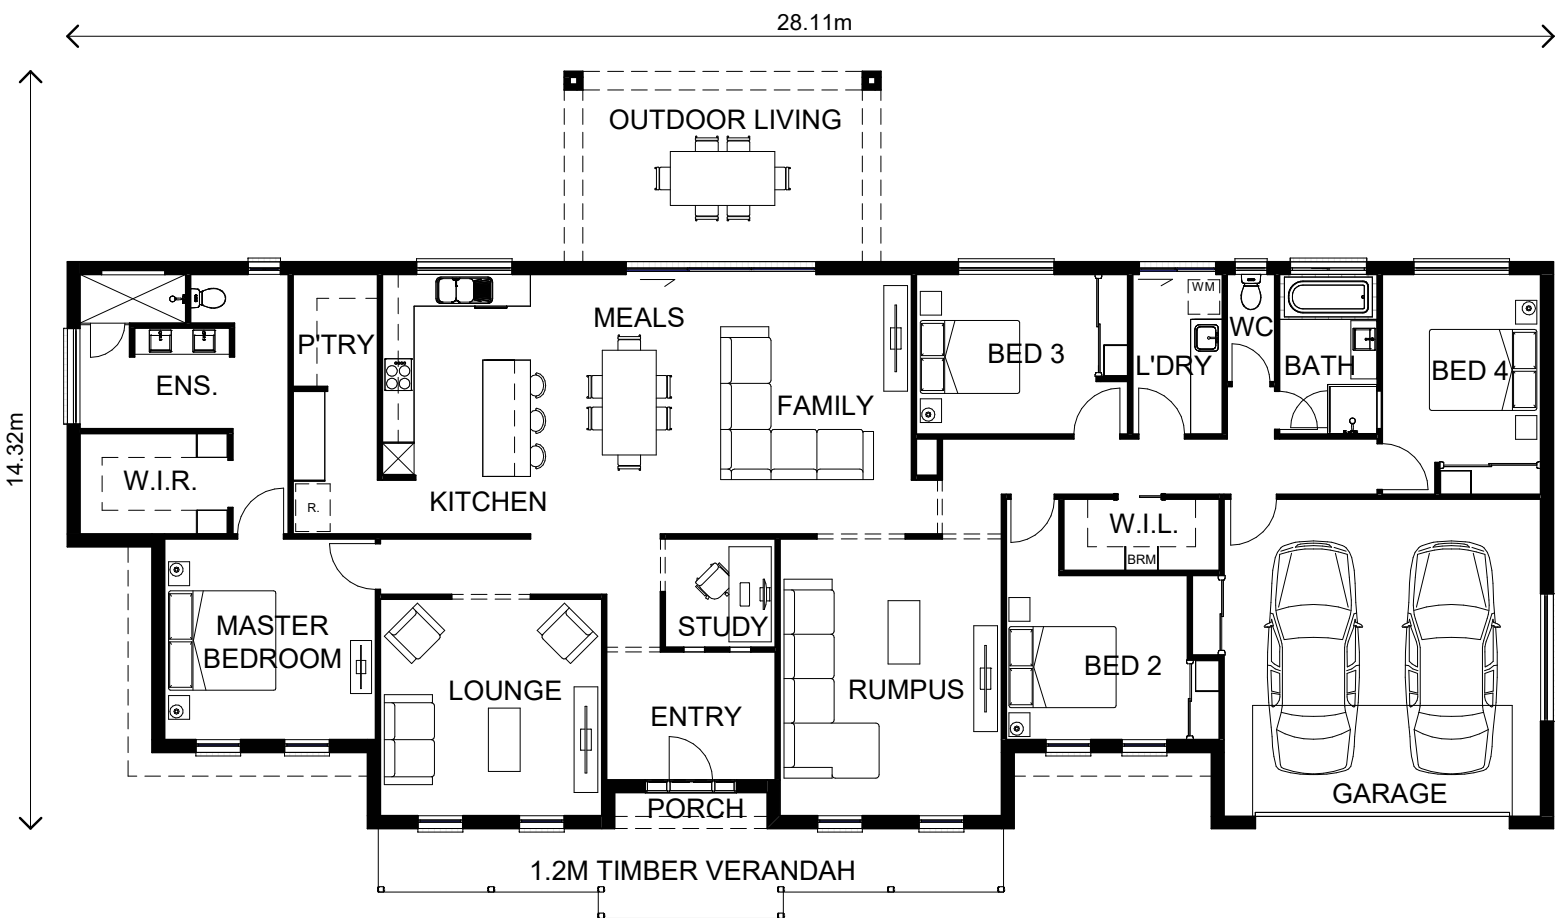 28.11m
14.32m
OUTDOOR LIVING
MEALS
P'TRY
ENS.
W.I.R.
R.
KITCHEN
FAMILY
BED 3
WM
WC
L'DRY
BATH
BED 4
W.I.L.
BRM
MASTER
BEDROOM
LOUNGE
STUDY
ENTRY
RUMPUS
BED 2
PORCH
GARAGE
1.2M TIMBER VERANDAH